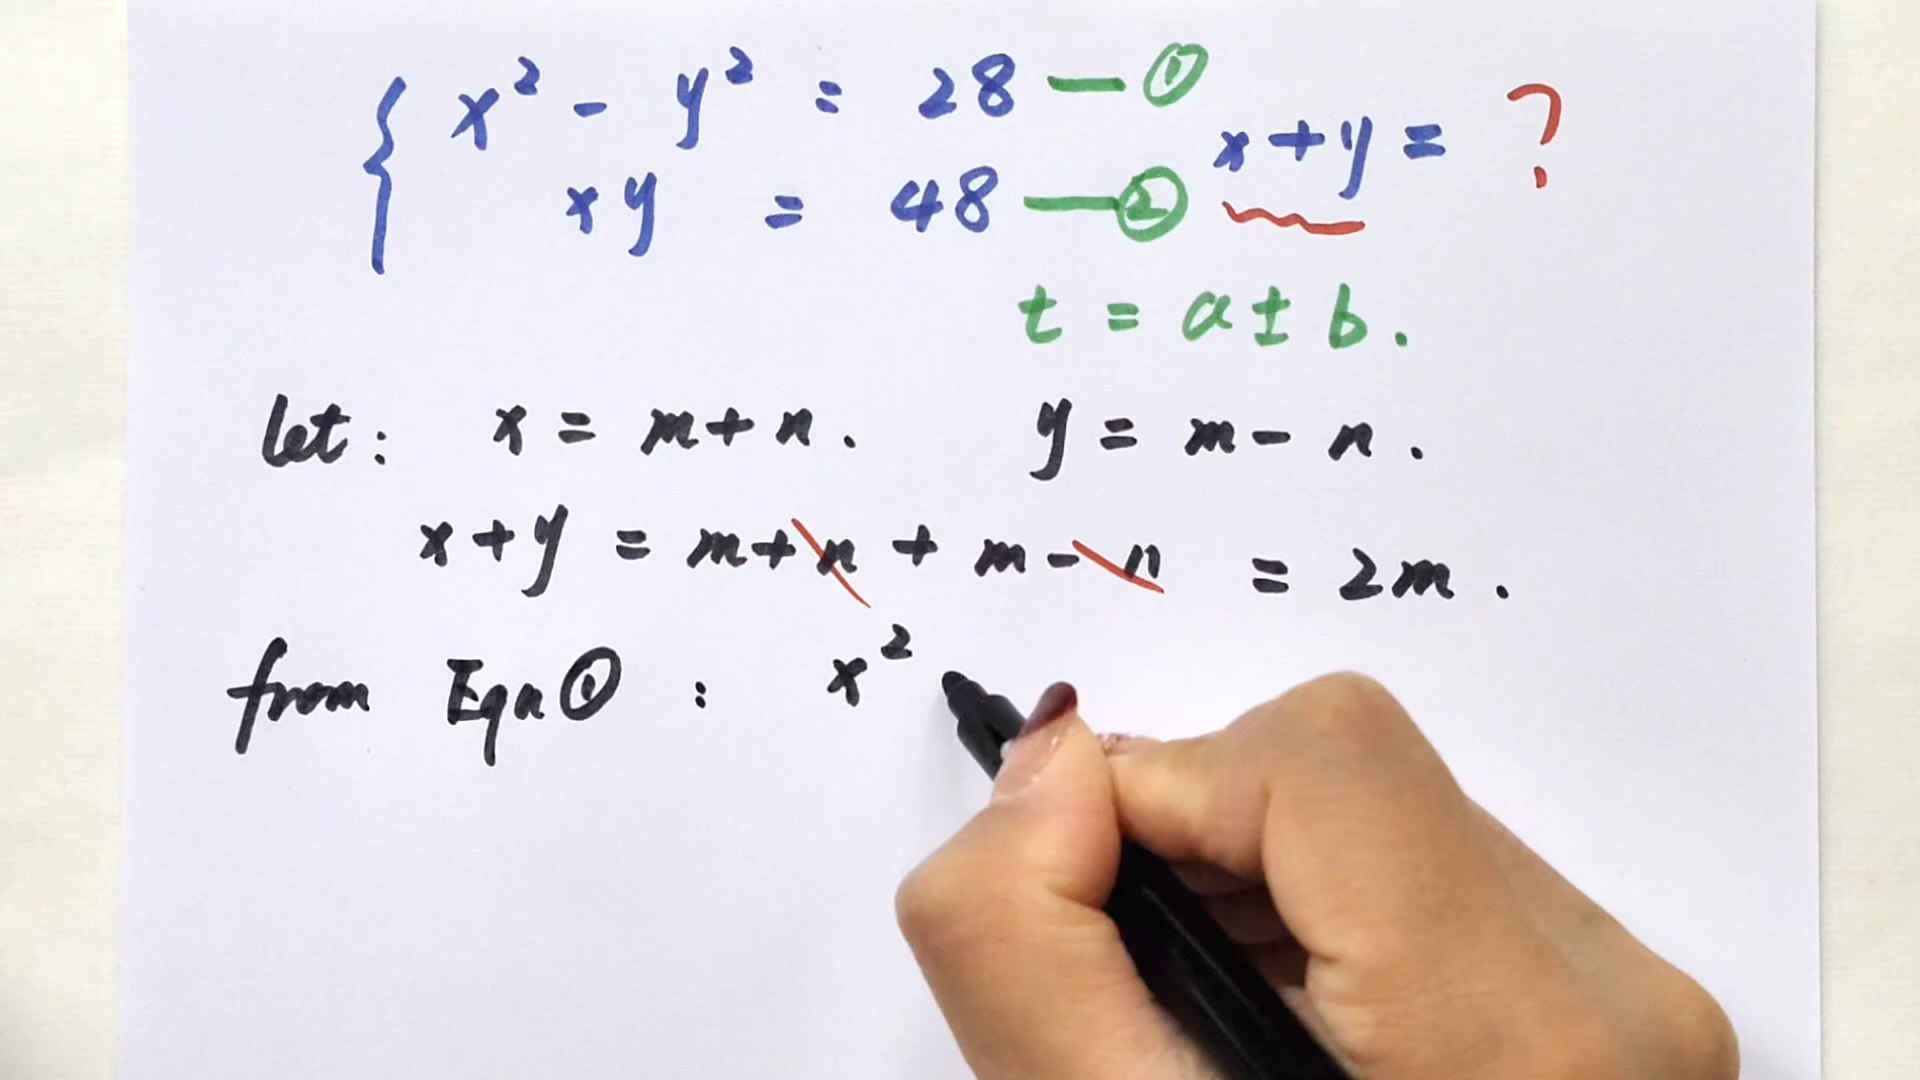 { x² - y² = 28 — ①
xy = 48 — ②
x + y = ?
t = a ± b.
let: x = m + n. y = m - n.
x + y = m + n + m - n = 2m.
from Eqn ① : x²